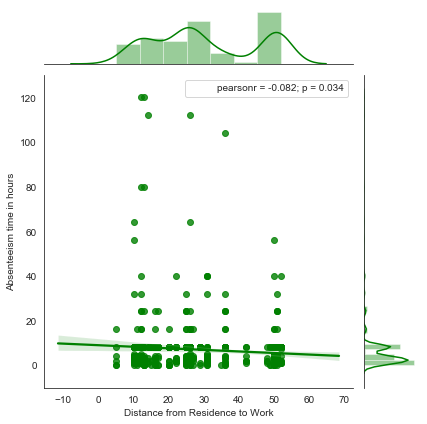 pearsonr = -0.082; p = 0.034
120
100
80
60
40
20
0
Absenteeism time in hours
−10 0 10 20 30 40 50 60 70
Distance from Residence to Work